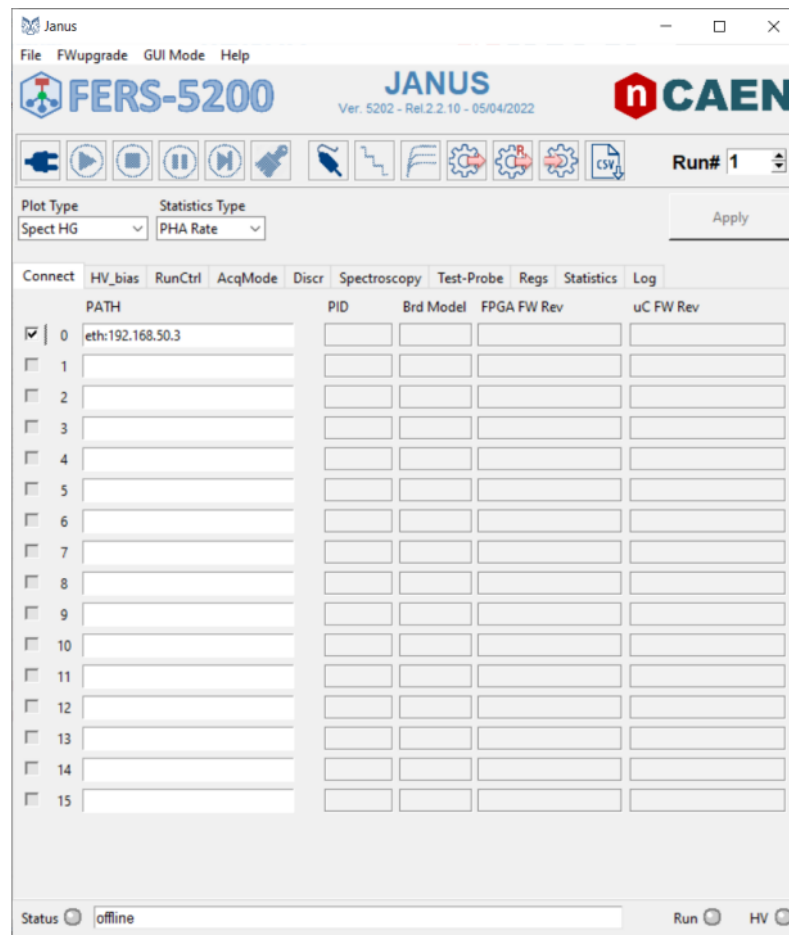 Janus
File FWupgrade GUI Mode Help
FERS-5200
JANUS
Ver. 5202 - Rel.2.2.10 - 05/04/2022
n CAEN
R
CSV
Run# 1
Plot Type Statistics Type
Spect HG PHA Rate
Apply
Connect HV_bias RunCtrl AcqMode Discr Spectroscopy Test-Probe Regs Statistics Log
PATH PID Brd Model FPGA FW Rev uC FW Rev
0 eth:192.168.50.3
1
2
3
4
5
6
7
8
9
10
11
12
13
14
15
Status offline Run HV